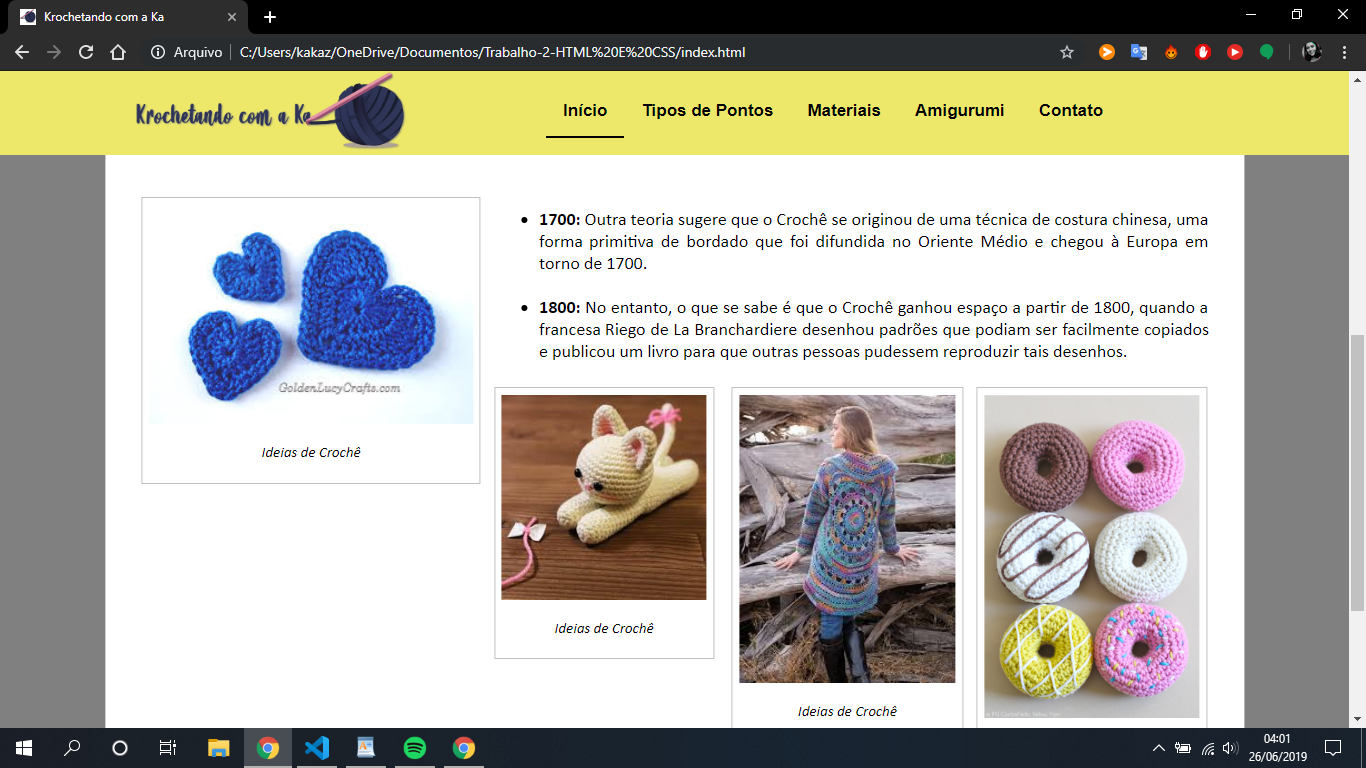 Krochetando com a Ka
Arquivo
C:/Users/kakaz/OneDrive/Documentos/Trabalho-2-HTML%20E%20CSS/index.html
Krochetando com a Ka
Início
Tipos de Pontos
Materiais
Amigurumi
Contato
• 1700: Outra teoria sugere que o Crochê se originou de uma técnica de costura chinesa, uma
forma primitiva de bordado que foi difundida no Oriente Médio e chegou à Europa em
torno de 1700.
• 1800: No entanto, o que se sabe é que o Crochê ganhou espaço a partir de 1800, quando a
francesa Riego de La Branchardiere desenhou padrões que podiam ser facilmente copiados
e publicou um livro para que outras pessoas pudessem reproduzir tais desenhos.
GoldenLucyCrafts.com
Ideias de Crochê
Ideias de Crochê
Ideias de Crochê
04:01
26/06/2019